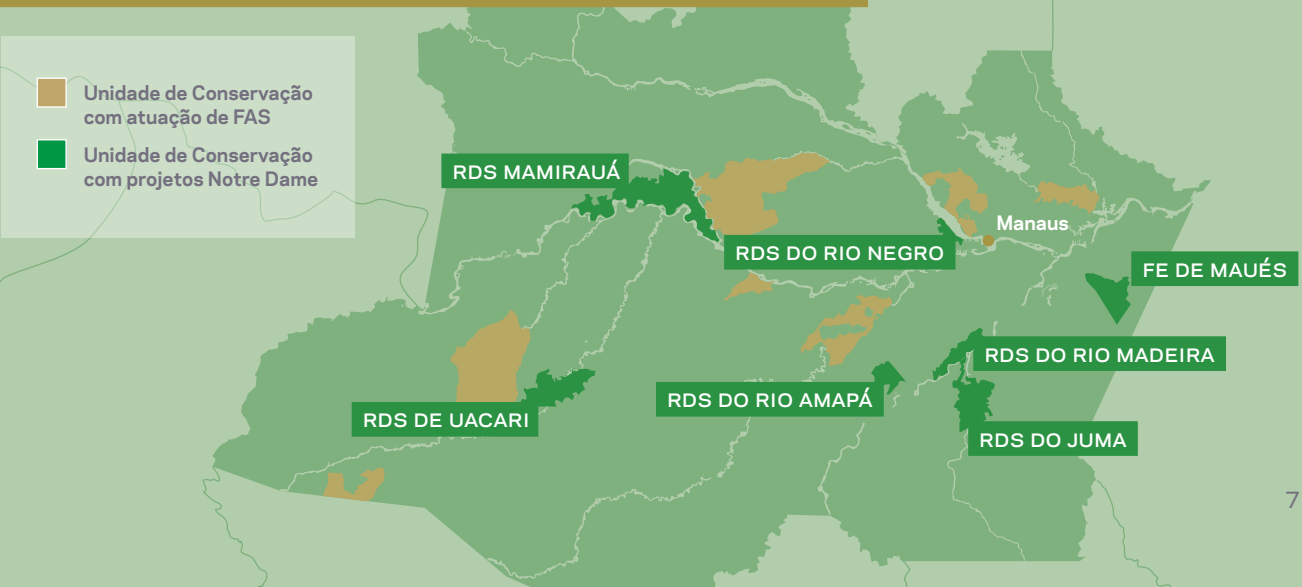 Unidade de Conservação
com atuação de FAS
Unidade de Conservação
com projetos Notre Dame
RDS MAMIRAUÁ
Manaus
RDS DO RIO NEGRO
FE DE MAUÉS
RDS DO RIO MADEIRA
RDS DO RIO AMAPÁ
RDS DE UACARI
RDS DO JUMA
7